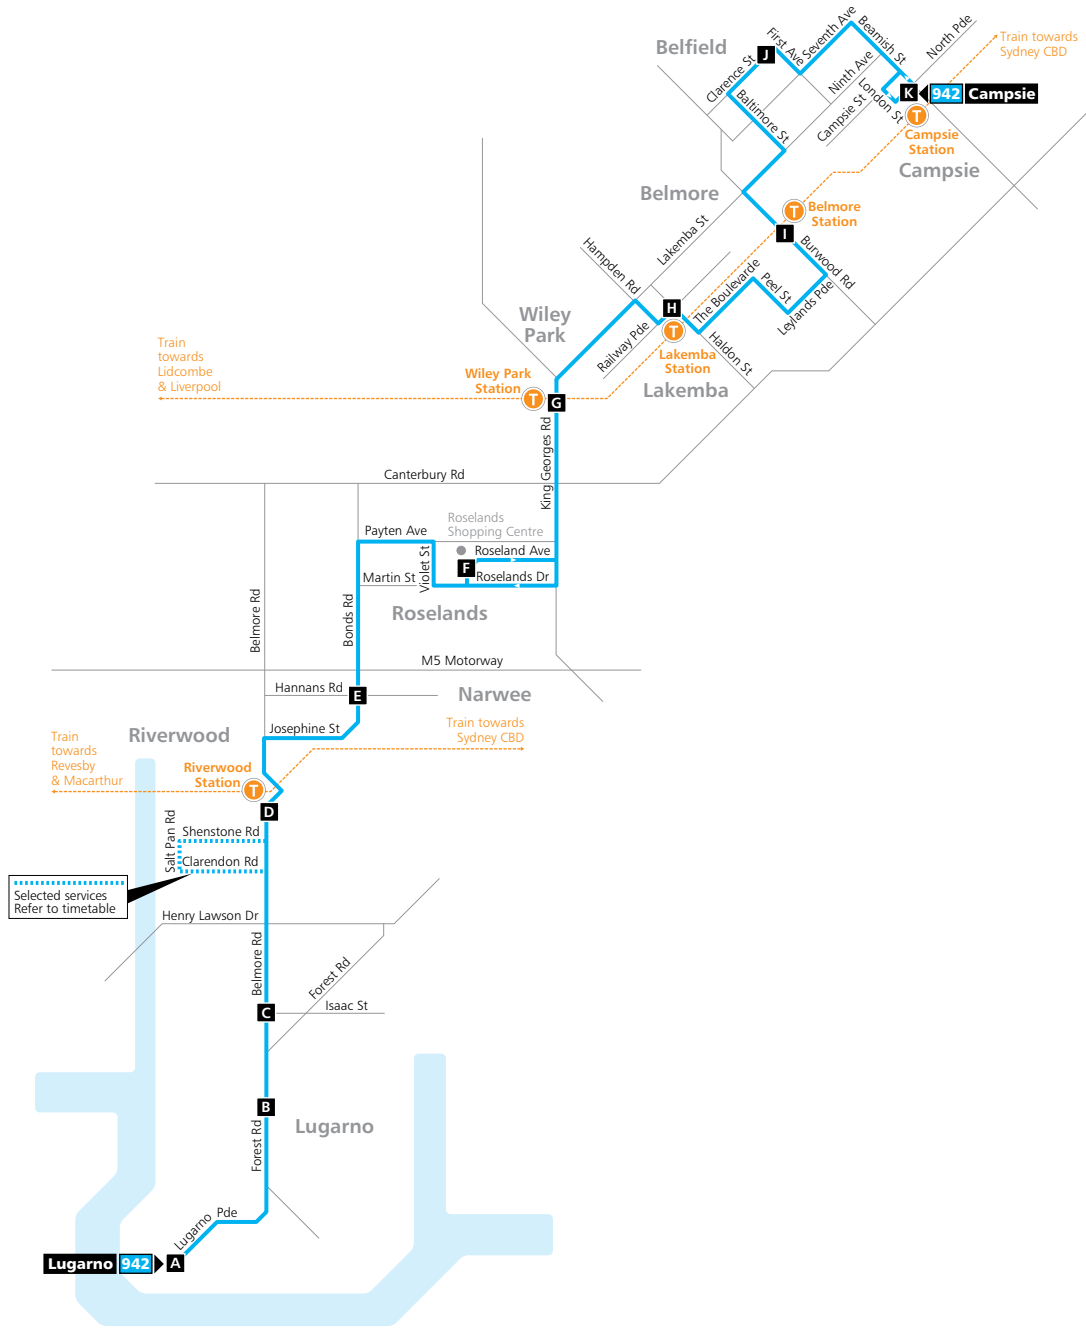 Beamish St
Seventh Ave
North Pde
First Ave
Belfield
J
Train towards
Sydney CBD
Clarence St
Ninth Ave
K
942
Campsie
London St
Baltimore St
Campsie St
T
Campsie
Station
Campsie
Belmore
T
Belmore
Station
Lakemba St
I
Hampden Rd
Burwood Rd
The Boulevarde
Peel St
Leylands Pde
H
Wiley
Park
T
Railway Pde
Haldon St
Train
towards
Lidcombe
& Liverpool
Lakemba
Station
Lakemba
Wiley Park
Station
T
G
King Georges Rd
Canterbury Rd
Roselands
Shopping Centre
Payten Ave
Roseland Ave
Violet St
F
Martin St
Roselands Dr
Roselands
Belmore Rd
Bonds Rd
M5 Motorway
Hannans Rd
E
Narwee
Josephine St
Train towards
Sydney CBD
Riverwood
Train
towards
Revesby
& Macarthur
Riverwood
Station
T
D
Salt Pan Rd
Shenstone Rd
Clarendon Rd
Selected services
Refer to timetable
Henry Lawson Dr
Belmore Rd
Forest Rd
C
Isaac St
B
Lugarno
Forest Rd
Lugarno Pde
Lugarno
942
A